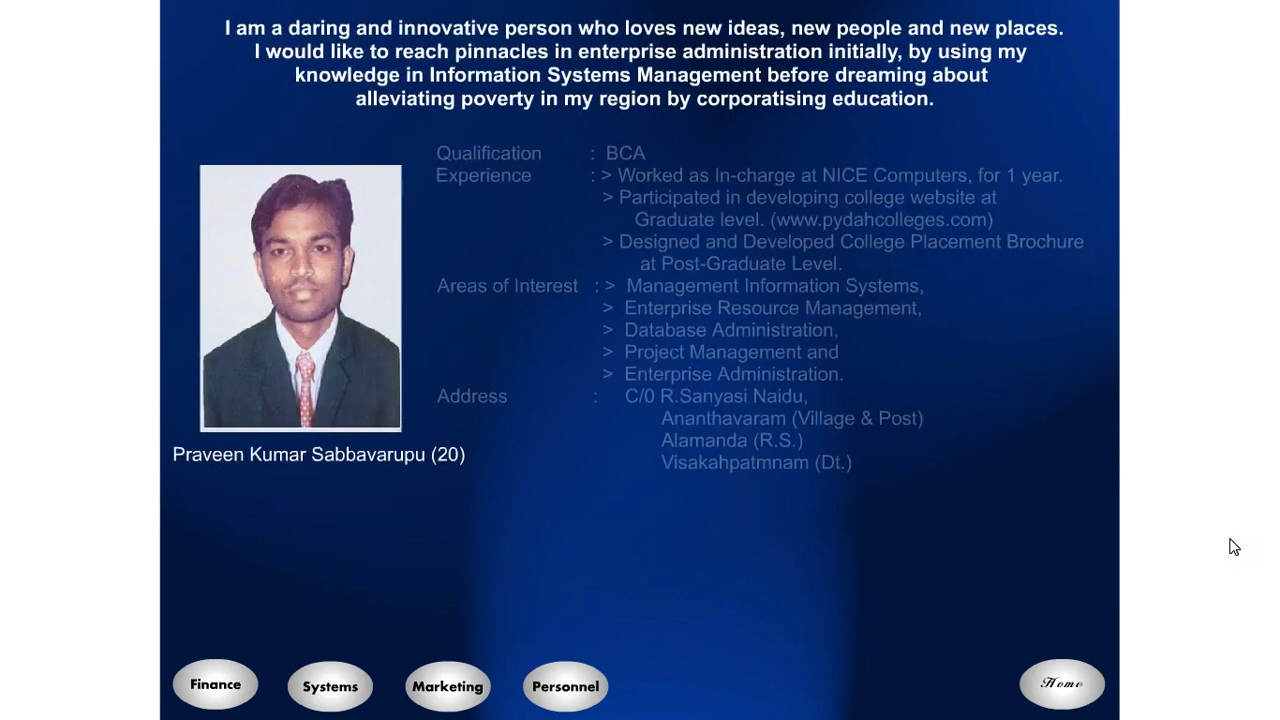 I am a daring and innovative person who loves new ideas, new people and new places.
I would like to reach pinnacles in enterprise administration initially, by using my
knowledge in Information Systems Management before dreaming about
alleviating poverty in my region by corporatising education.
Qualification : BCA
Experience : > Worked as In-charge at NICE Computers, for 1 year.
> Participated in developing college website at
Graduate level. (www.pydahcolleges.com)
> Designed and Developed College Placement Brochure
at Post-Graduate Level.
Areas of Interest : > Management Information Systems,
> Enterprise Resource Management,
> Database Administration,
> Project Management and
> Enterprise Administration.
Address : C/0 R.Sanyasi Naidu,
Ananthavaram (Village & Post)
Alamanda (R.S.)
Visakahpatmnam (Dt.)
Praveen Kumar Sabbavarupu (20)
Finance Systems Marketing Personnel Home